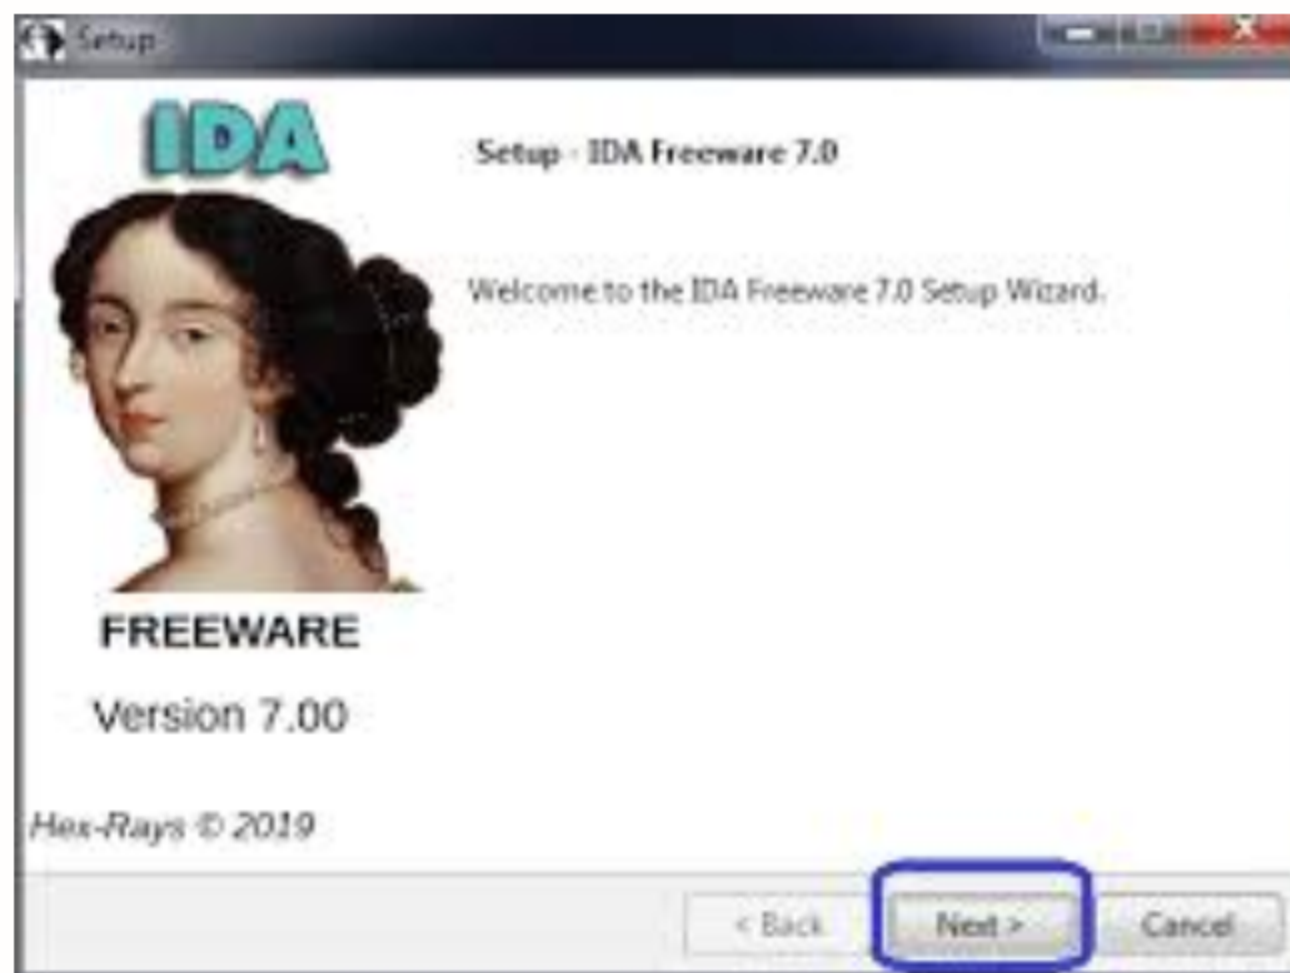 Setup
IDA
Setup - IDA Freeware 7.0
Welcome to the IDA Freeware 7.0 Setup Wizard.
FREEWARE
Version 7.00
Hex-Rays © 2019
< Back
Next >
Cancel